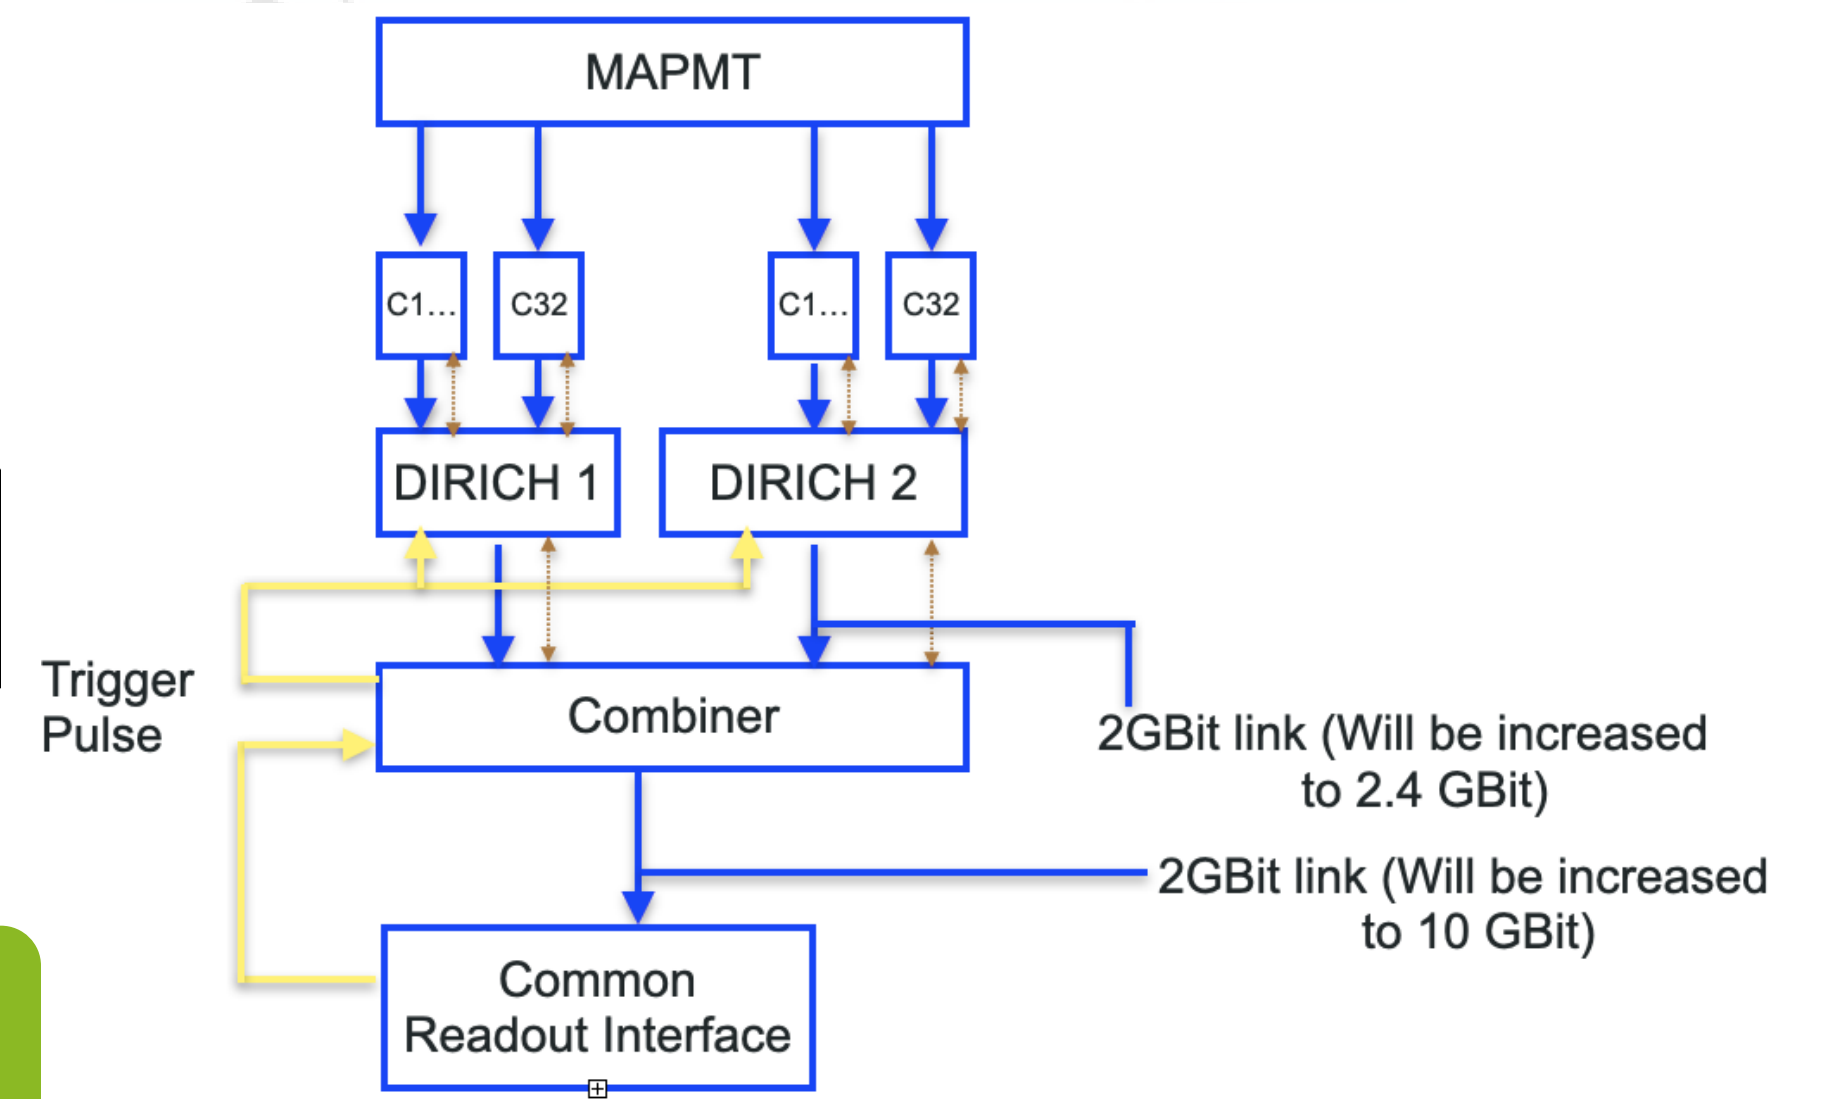 MAPMT
C1...
C32
C1...
C32
DIRICH 1
DIRICH 2
Trigger
Pulse
Combiner
2GBit link (Will be increased
to 2.4 GBit)
2GBit link (Will be increased
to 10 GBit)
Common
Readout Interface